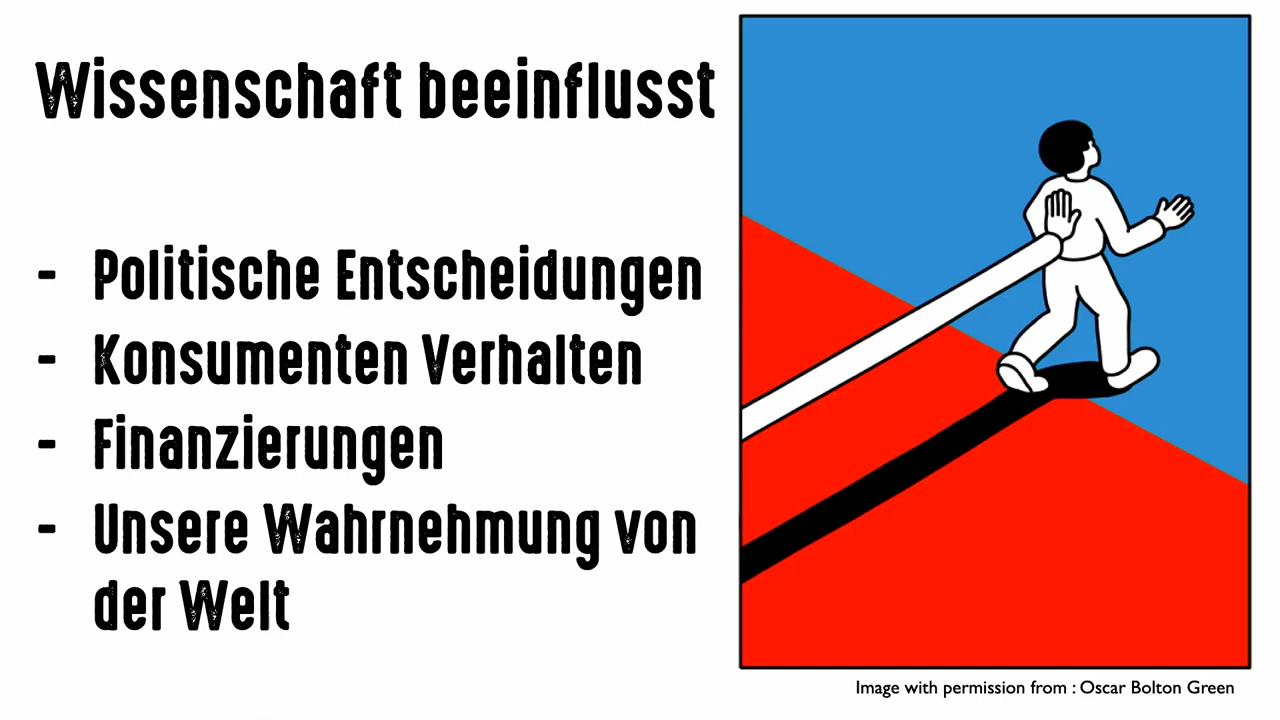 Wissenschaft beeinflusst
- Politische Entscheidungen
- Konsumenten Verhalten
- Finanzierungen
- Unsere Wahrnehmung von
der Welt
Image with permission from : Oscar Bolton Green